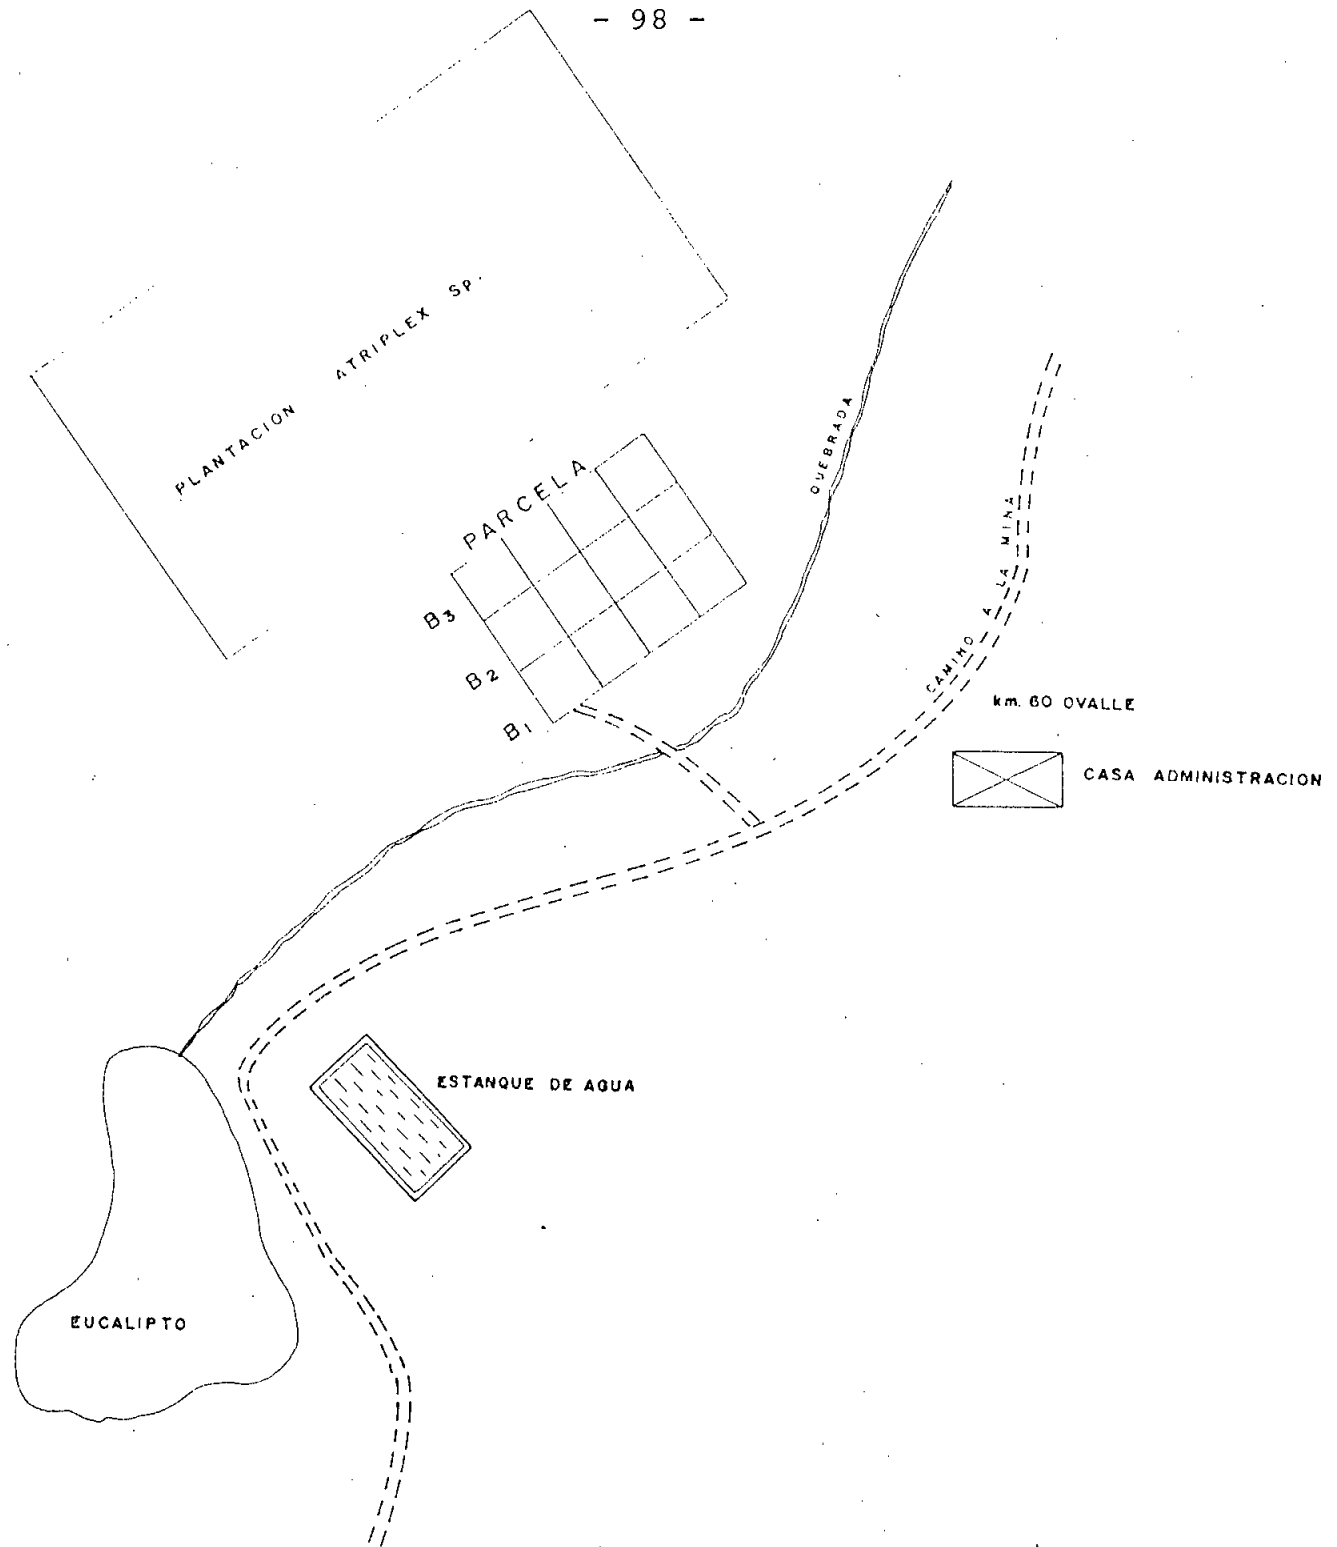 - 98 -
PLANTACION ATRIPLEX Sp.
PARCELA
QUEBRADA
B3
B2
B1
CAMINO A LA MINA
km. 60 OVALLE
CASA ADMINISTRACION
ESTANQUE DE AGUA
EUCALIPTO